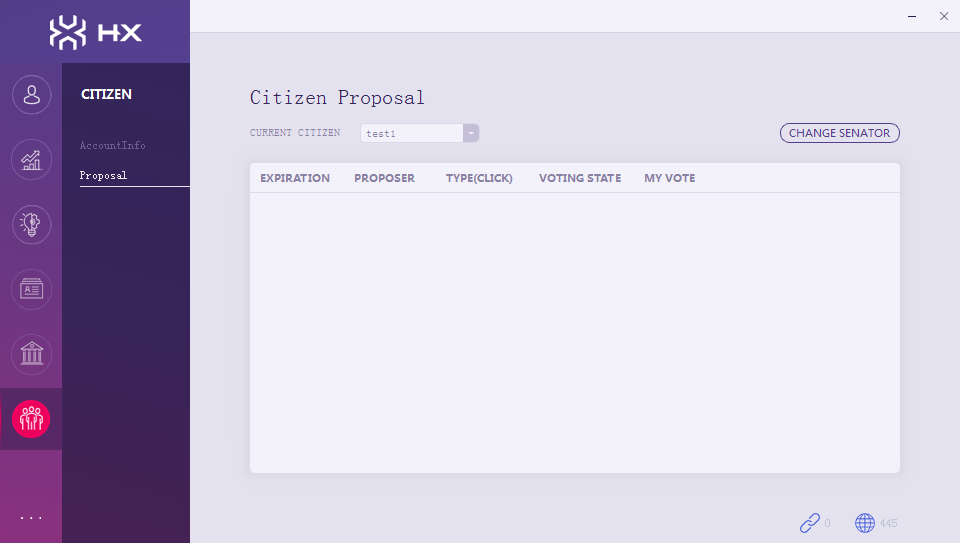 HX
CITIZEN
AccountInfo
Proposal
...
Citizen Proposal
CURRENT CITIZEN test1
CHANGE SENATOR
EXPIRATION PROPOSER TYPE(CLICK) VOTING STATE MY VOTE
0 445